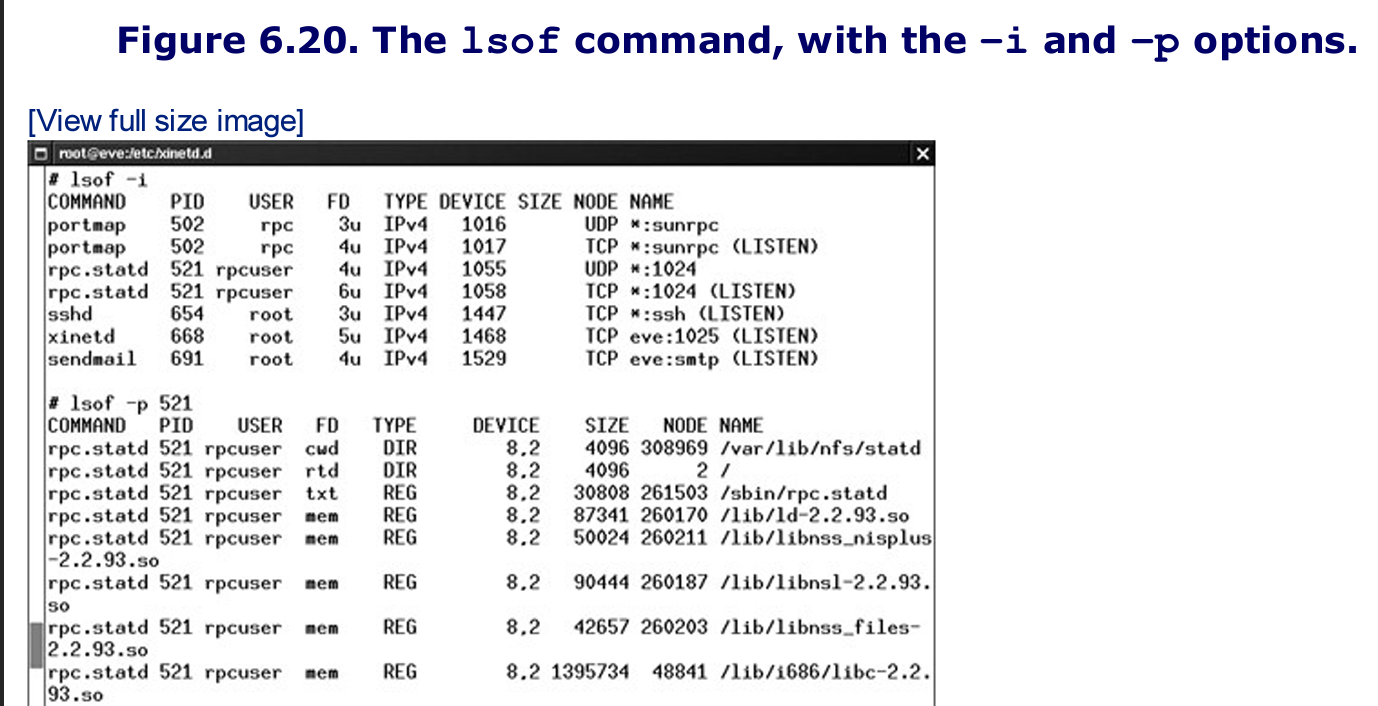 Figure 6.20. The lsof command, with the –i and –p options.
[View full size image]
root@eve:/etc/xinetd.d
# lsof -i
COMMAND PID USER FD TYPE DEVICE SIZE NODE NAME
portmap 502 rpc 3u IPv4 1016 UDP *:sunrpc
portmap 502 rpc 4u IPv4 1017 TCP *:sunrpc (LISTEN)
rpc.statd 521 rpcuser 4u IPv4 1055 UDP *:1024
rpc.statd 521 rpcuser 6u IPv4 1058 TCP *:1024 (LISTEN)
sshd 654 root 3u IPv4 1447 TCP *:ssh (LISTEN)
xinetd 668 root 5u IPv4 1468 TCP eve:1025 (LISTEN)
sendmail 691 root 4u IPv4 1529 TCP eve:smtp (LISTEN)
# lsof -p 521
COMMAND PID USER FD TYPE DEVICE SIZE NODE NAME
rpc.statd 521 rpcuser cwd DIR 8,2 4096 308969 /var/lib/nfs/statd
rpc.statd 521 rpcuser rtd DIR 8,2 4096 2 /
rpc.statd 521 rpcuser txt REG 8,2 30808 261503 /sbin/rpc.statd
rpc.statd 521 rpcuser mem REG 8,2 87341 260170 /lib/ld-2.2.93.so
rpc.statd 521 rpcuser mem REG 8,2 50024 260211 /lib/libnss_nisplus
-2.2.93.so
rpc.statd 521 rpcuser mem REG 8,2 90444 260187 /lib/libnsl-2.2.93.
so
rpc.statd 521 rpcuser mem REG 8,2 42657 260203 /lib/libnss_files-
2.2.93.so
rpc.statd 521 rpcuser mem REG 8,2 1395734 48841 /lib/i686/libc-2.2.
93.so